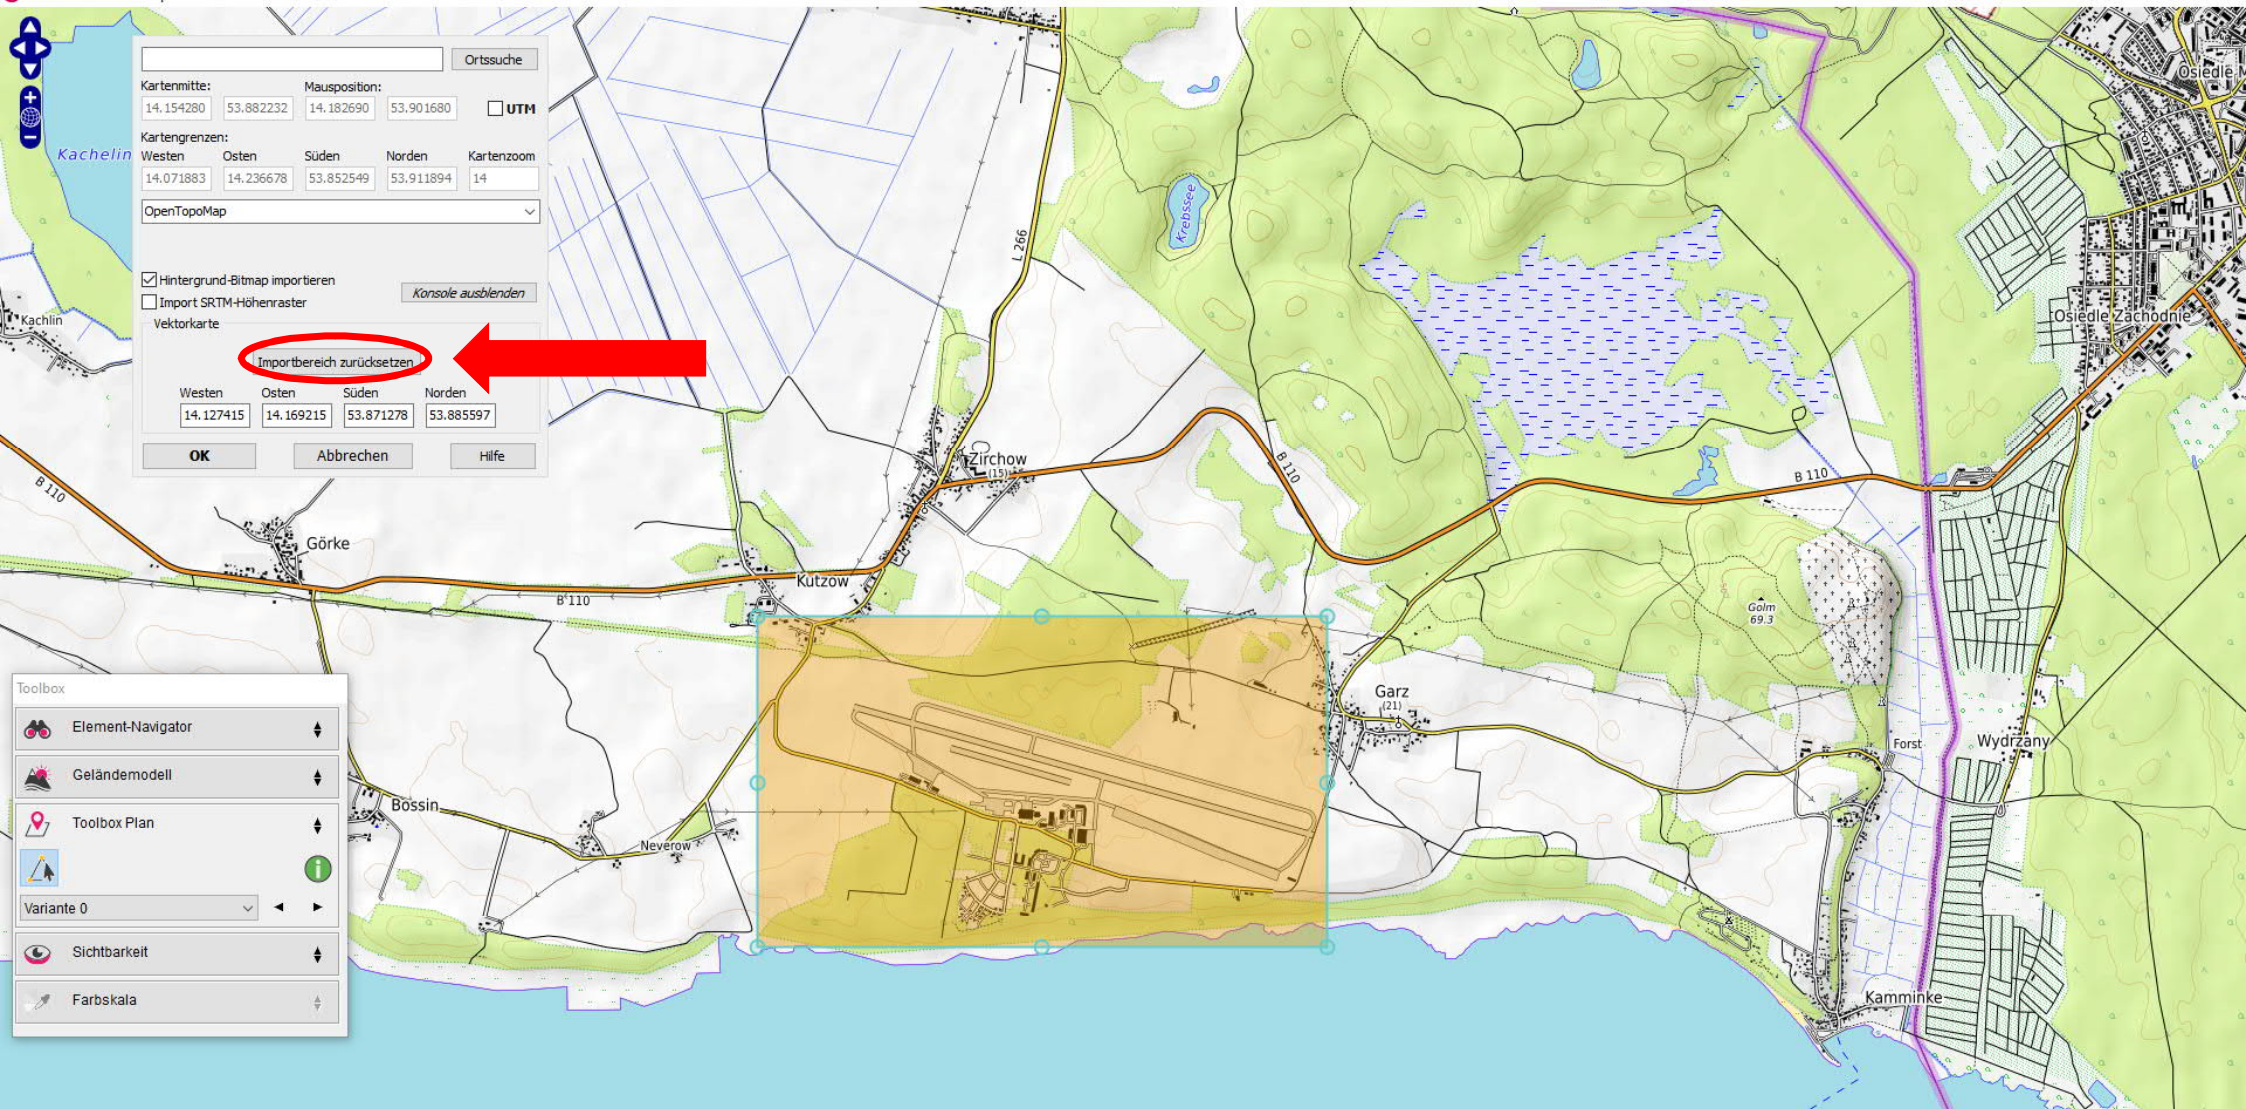 Ortssuche
Kartenmitte:
Mausposition:
14.154280
53.882232
14.182690
53.901680
UTM
Kartengrenzen:
Westen
Osten
Süden
Norden
Kartenzoom
14.071883
14.236678
53.852549
53.911894
14
OpenTopoMap
Hintergrund-Bitmap importieren
Import SRTM-Höhenraster
Konsole ausblenden
Vektorkarte
Importbereich zurücksetzen
Westen
Osten
Süden
Norden
14.127415
14.169215
53.871278
53.885597
OK
Abbrechen
Hilfe
Kachlin
Krebssee
L 266
Osiedle Zachodnie
Zirchow
(15)
B 110
B 110
B 110
Görke
Kutzow
B 110
Golm
69.3
Garz
(21)
Forst
Wydrzany
Bossin
Neverow
Kamminke
Toolbox
Element-Navigator
Geländemodell
Toolbox Plan
Variante 0
Sichtbarkeit
Farbskala